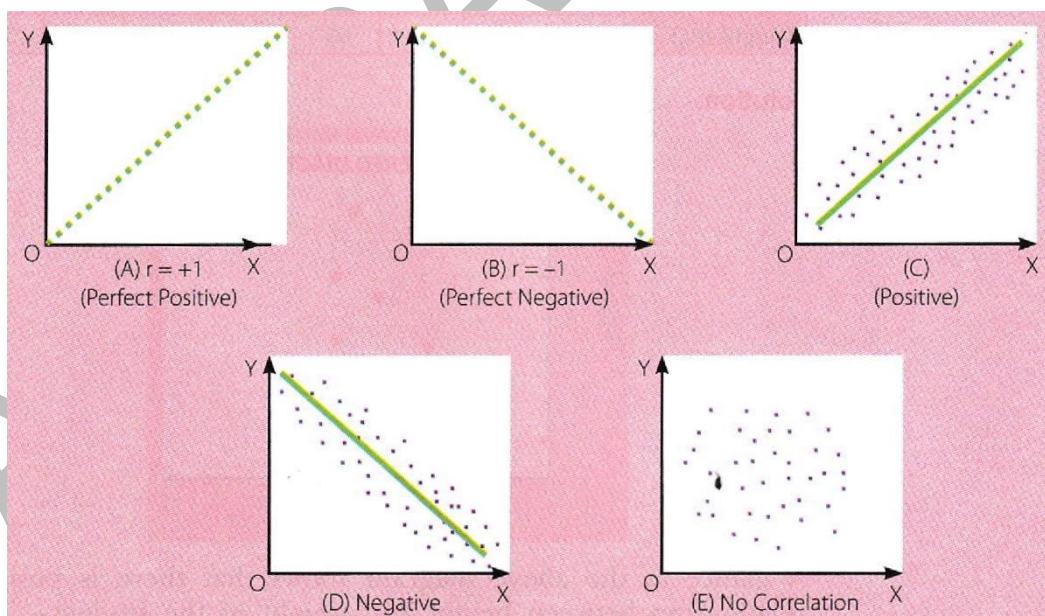 Y
O
X
(A) r = +1
(Perfect Positive)
Y
O
X
(B) r = –1
(Perfect Negative)
Y
O
X
(C)
(Positive)
Y
O
X
(D) Negative
Y
O
X
(E) No Correlation